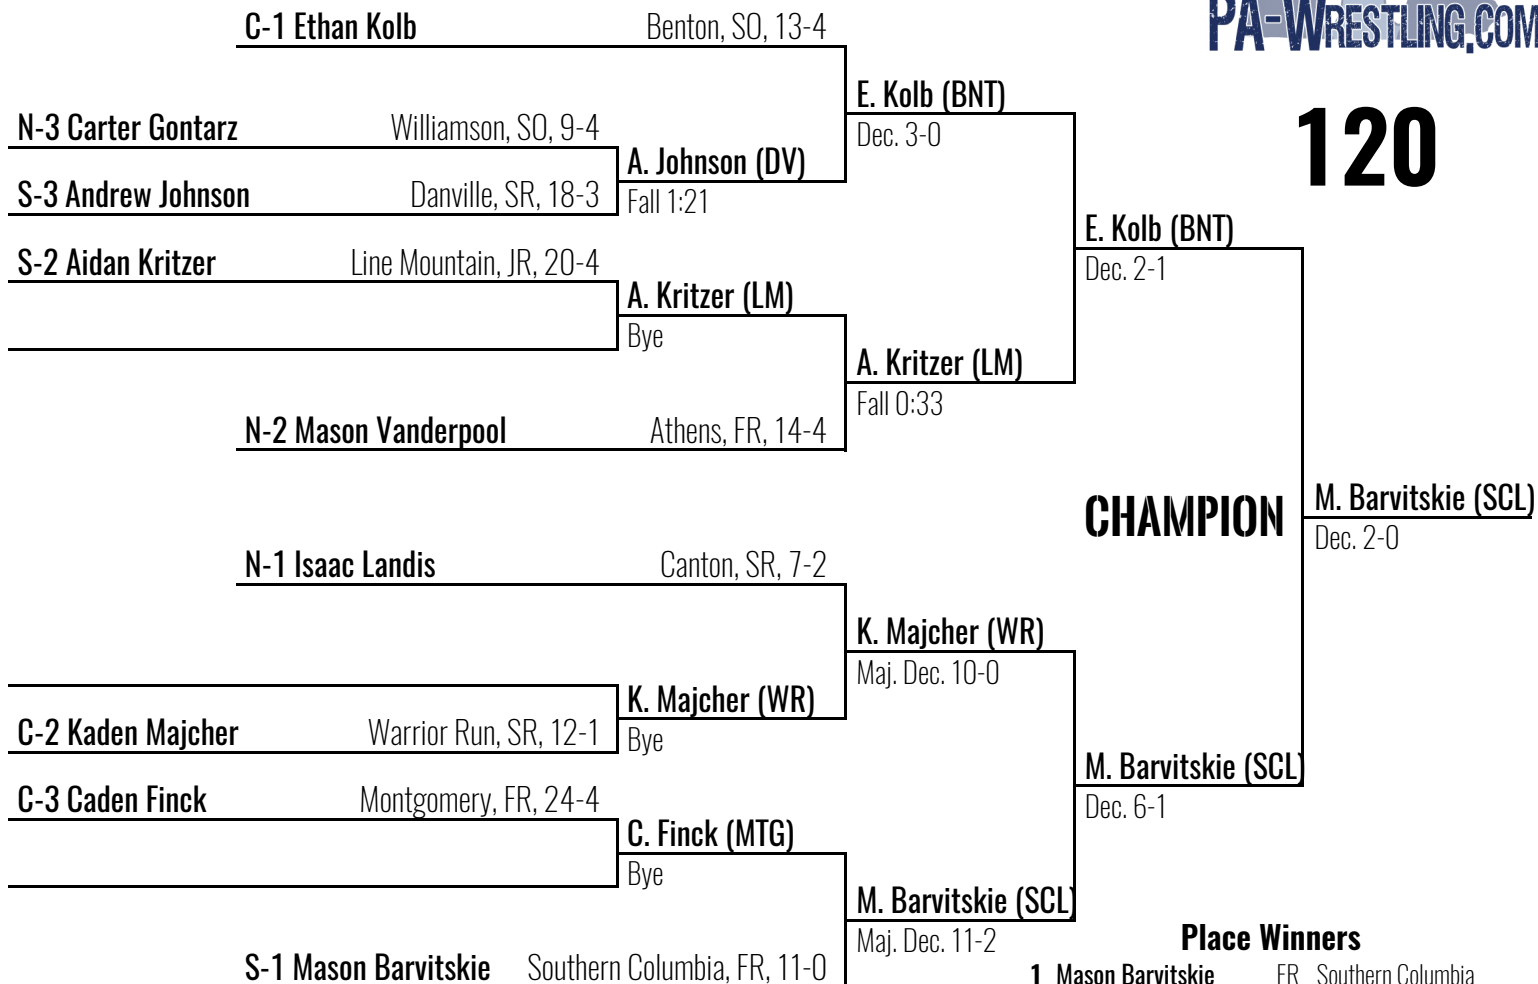 PA-WRESTLING.COM
120
C-1 Ethan Kolb Benton, SO, 13-4
E. Kolb (BNT)
Dec. 3-0
N-3 Carter Gontarz Williamson, SO, 9-4
A. Johnson (DV)
Fall 1:21
S-3 Andrew Johnson Danville, SR, 18-3
E. Kolb (BNT)
Dec. 2-1
S-2 Aidan Kritzer Line Mountain, JR, 20-4
A. Kritzer (LM)
Bye
A. Kritzer (LM)
Fall 0:33
N-2 Mason Vanderpool Athens, FR, 14-4
CHAMPION
M. Barvitskie (SCL)
Dec. 2-0
N-1 Isaac Landis Canton, SR, 7-2
K. Majcher (WR)
Maj. Dec. 10-0
K. Majcher (WR)
Bye
C-2 Kaden Majcher Warrior Run, SR, 12-1
M. Barvitskie (SCL)
Dec. 6-1
C-3 Caden Finck Montgomery, FR, 24-4
C. Finck (MTG)
Bye
M. Barvitskie (SCL)
Maj. Dec. 11-2
S-1 Mason Barvitskie Southern Columbia, FR, 11-0
Place Winners
1 Mason Barvitskie FR Southern Columbia